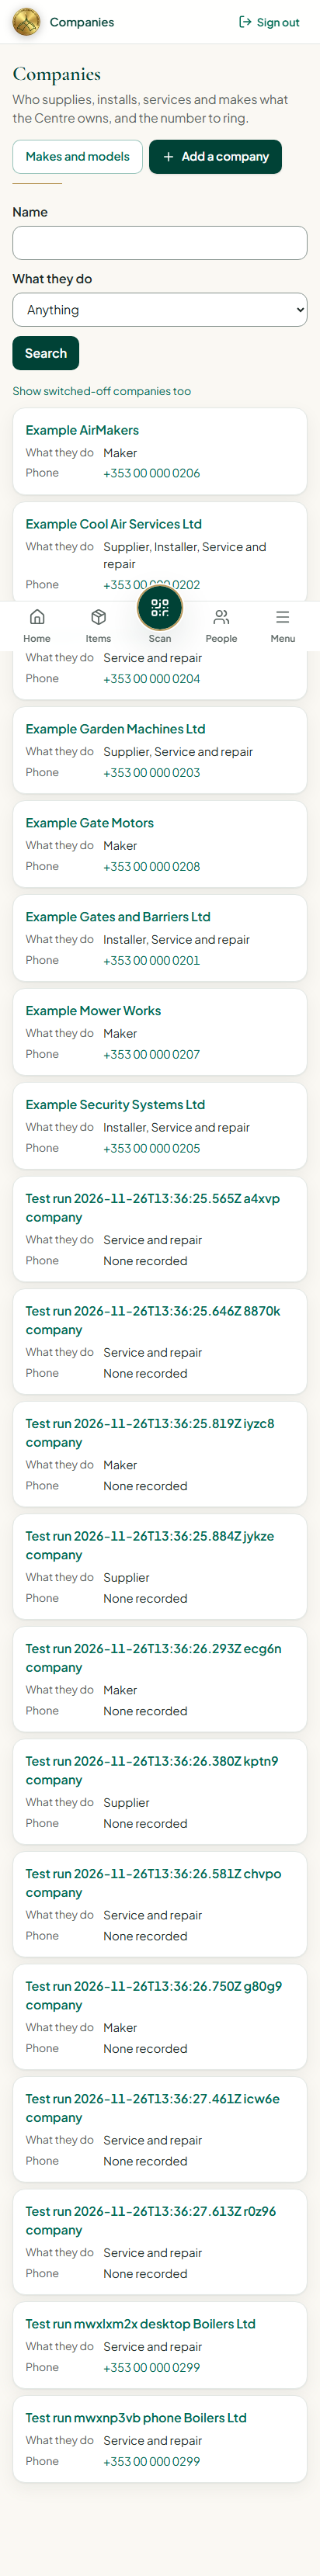 Companies
Sign out
Companies
Who supplies, installs, services and makes what
the Centre owns, and the number to ring.
Makes and models
Add a company
Name
What they do
Anything
Search
Show switched-off companies too
Example AirMakers
What they do Maker
Phone +353 00 000 0206
Example Cool Air Services Ltd
What they do Supplier, Installer, Service and
repair
Phone +353 00 000 0202
Home Items Scan People Menu
What they do Service and repair
Phone +353 00 000 0204
Example Garden Machines Ltd
What they do Supplier, Service and repair
Phone +353 00 000 0203
Example Gate Motors
What they do Maker
Phone +353 00 000 0208
Example Gates and Barriers Ltd
What they do Installer, Service and repair
Phone +353 00 000 0201
Example Mower Works
What they do Maker
Phone +353 00 000 0207
Example Security Systems Ltd
What they do Installer, Service and repair
Phone +353 00 000 0205
Test run 2026-11-26T13:36:25.565Z a4xvp
company
What they do Service and repair
Phone None recorded
Test run 2026-11-26T13:36:25.646Z 8870k
company
What they do Service and repair
Phone None recorded
Test run 2026-11-26T13:36:25.819Z iyzc8
company
What they do Maker
Phone None recorded
Test run 2026-11-26T13:36:25.884Z jykze
company
What they do Supplier
Phone None recorded
Test run 2026-11-26T13:36:26.293Z ecg6n
company
What they do Maker
Phone None recorded
Test run 2026-11-26T13:36:26.380Z kptn9
company
What they do Supplier
Phone None recorded
Test run 2026-11-26T13:36:26.581Z chvpo
company
What they do Service and repair
Phone None recorded
Test run 2026-11-26T13:36:26.750Z g80g9
company
What they do Maker
Phone None recorded
Test run 2026-11-26T13:36:27.461Z icw6e
company
What they do Service and repair
Phone None recorded
Test run 2026-11-26T13:36:27.613Z r0z96
company
What they do Service and repair
Phone None recorded
Test run mwxlxm2x desktop Boilers Ltd
What they do Service and repair
Phone +353 00 000 0299
Test run mwxnp3vb phone Boilers Ltd
What they do Service and repair
Phone +353 00 000 0299